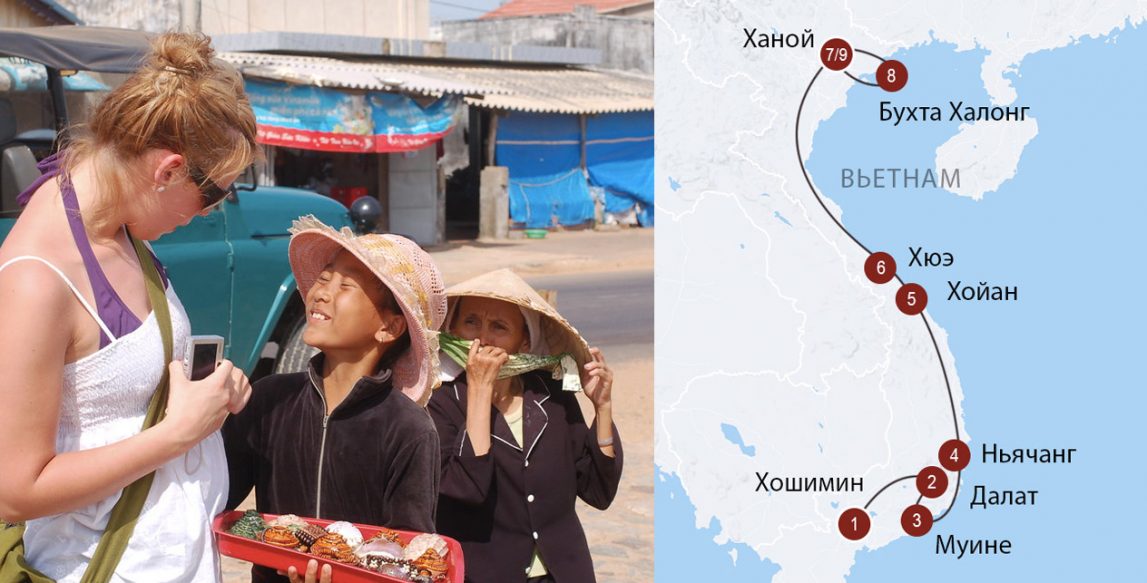 Ханой
7/9
8
Бухта Халонг
ВЬЕТНАМ
6
Хюэ
5
Хойан
4
Ньячанг
Хошимин
2
Далат
1
3
Муине